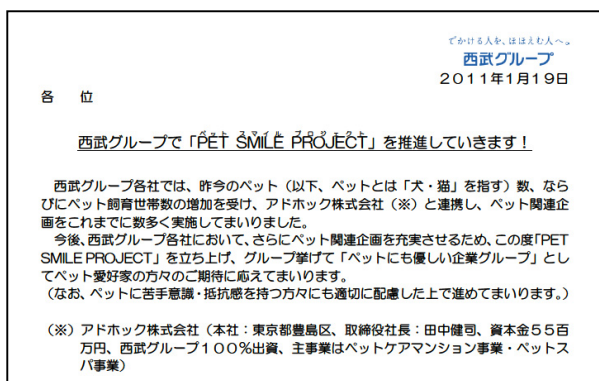 でかける人を、ほほえむ人へ。
西武グループ
2011年1月19日
各　位
ペット スマイル プロジェクト
西武グループで「PET SMILE PROJECT」を推進していきます！
西武グループ各社では、昨今のペット（以下、ペットとは「犬・猫」を指す）数、なら
びにペット飼育世帯数の増加を受け、アドホック株式会社（※）と連携し、ペット関連企
画をこれまでに数多く実施してまいりました。
今後、西武グループ各社において、さらにペット関連企画を充実させるため、この度「PET
SMILE PROJECT」を立ち上げ、グループ挙げて「ペットにも優しい企業グループ」とし
てペット愛好家の方々のご期待に応えてまいります。
（なお、ペットに苦手意識・抵抗感を持つ方々にも適切に配慮した上で進めてまいります。）
（※）アドホック株式会社（本社：東京都豊島区、取締役社長：田中健司、資本金５５百
万円、西武グループ１００％出資、主事業はペットケアマンション事業・ペットス
パ事業）